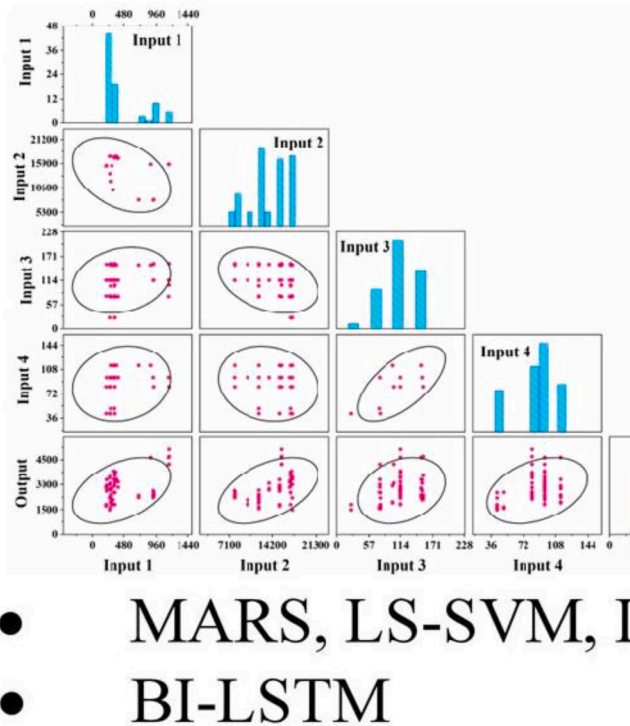 0 480 960 1440
48
Input 1
36
24
12
0
Input 1
21200
Input 2
15900
10600
5300
Input 2
228
Input 3
171
114
57
0
Input 3
144
Input 4
108
72
36
Input 4
4500
3000
1500
0
Output
0 480 960 1440 7100 14200 21300 0 57 114 171 228 36 72 108 144 0
Input 1 Input 2 Input 3 Input 4
• MARS, LS-SVM,
• BI-LSTM